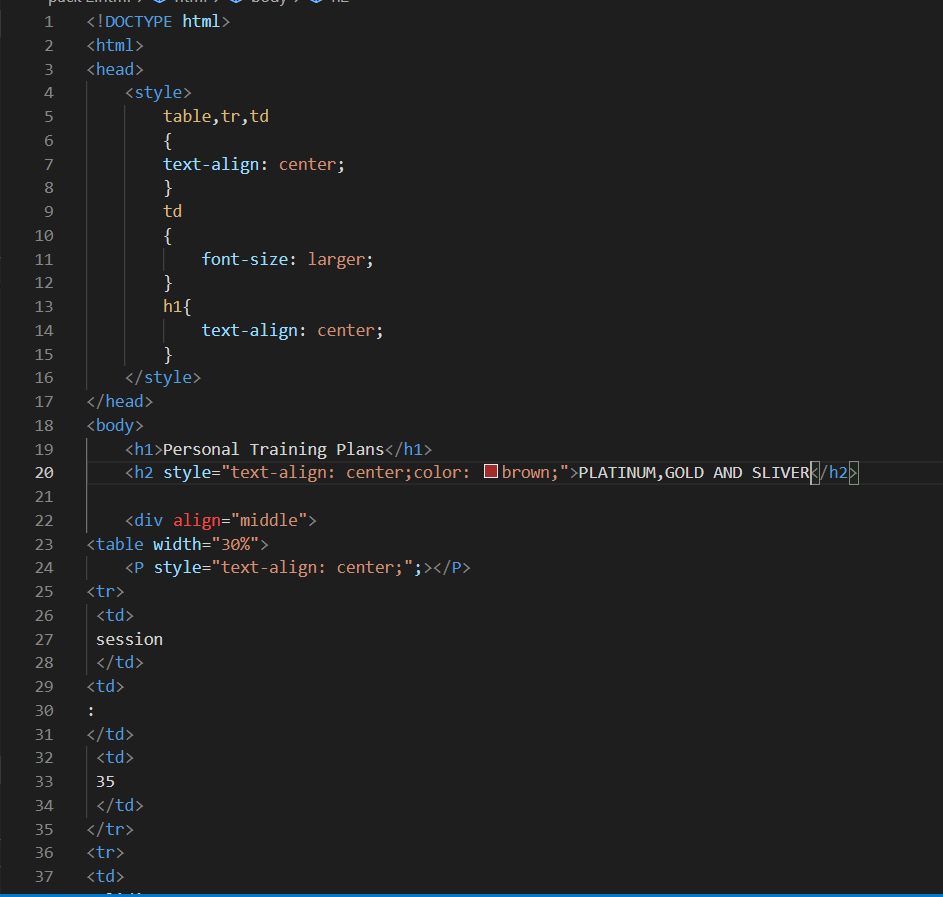 html body h2
1 <!DOCTYPE html>
2 <html>
3 <head>
4 <style>
5 table,tr,td
6 {
7 text-align: center;
8 }
9 td
10 {
11 font-size: larger;
12 }
13 h1{
14 text-align: center;
15 }
16 </style>
17 </head>
18 <body>
19 <h1>Personal Training Plans</h1>
20 <h2 style="text-align: center;color: brown;">PLATINUM,GOLD AND SLIVER</h2>
21
22 <div align="middle">
23 <table width="30%">
24 <P style="text-align: center;";></P>
25 <tr>
26 <td>
27 session
28 </td>
29 <td>
30 :
31 </td>
32 <td>
33 35
34 </td>
35 </tr>
36 <tr>
37 <td>